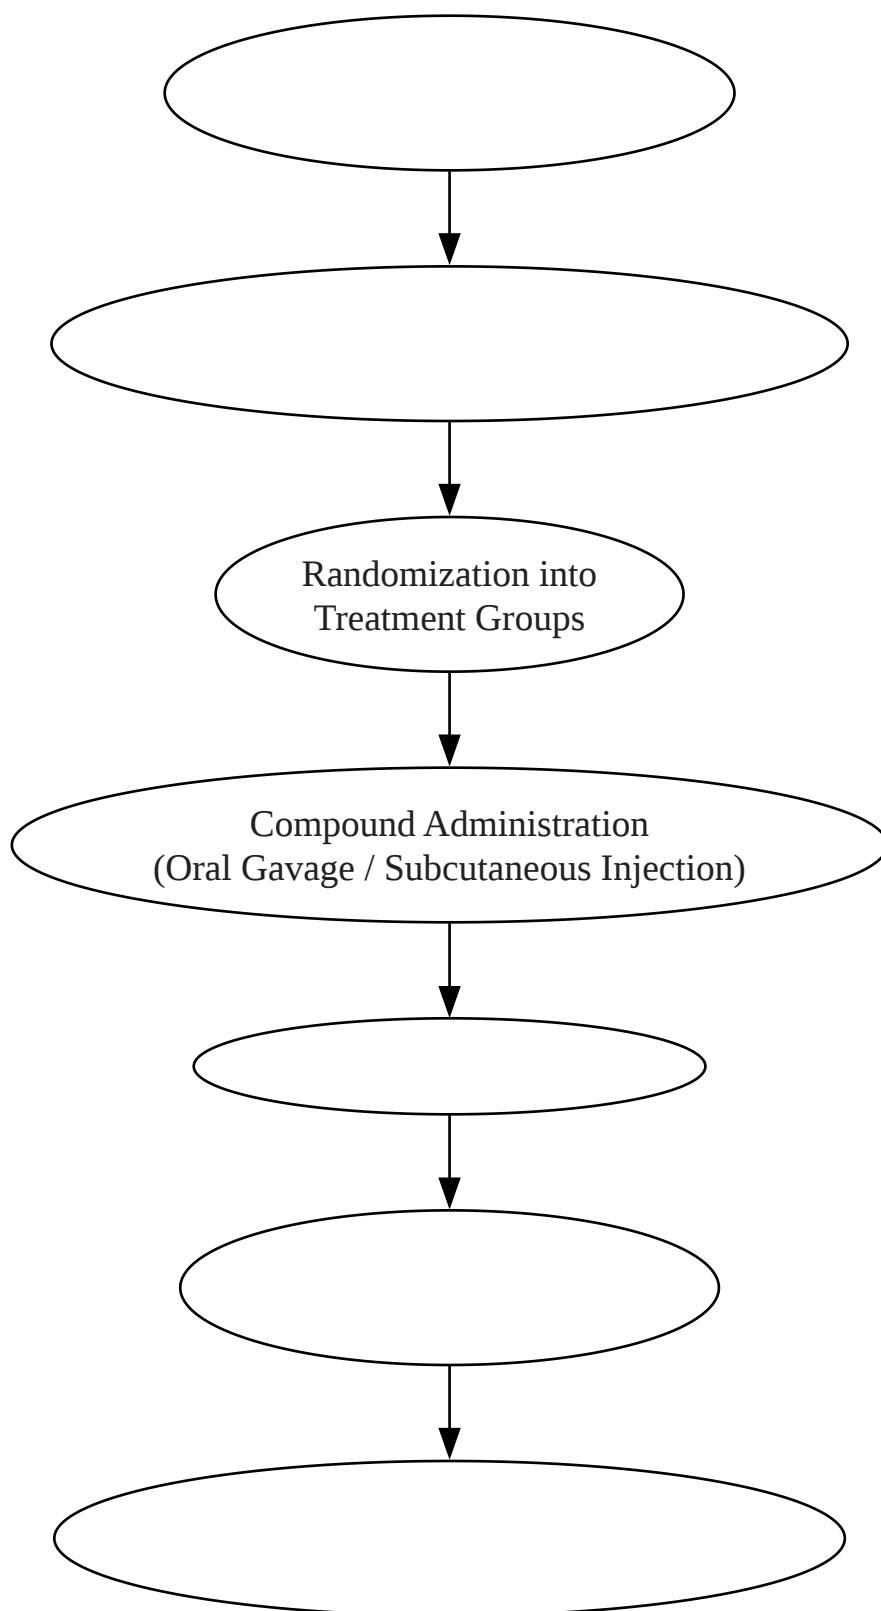 Randomization into
Treatment Groups
Compound Administration
(Oral Gavage / Subcutaneous Injection)